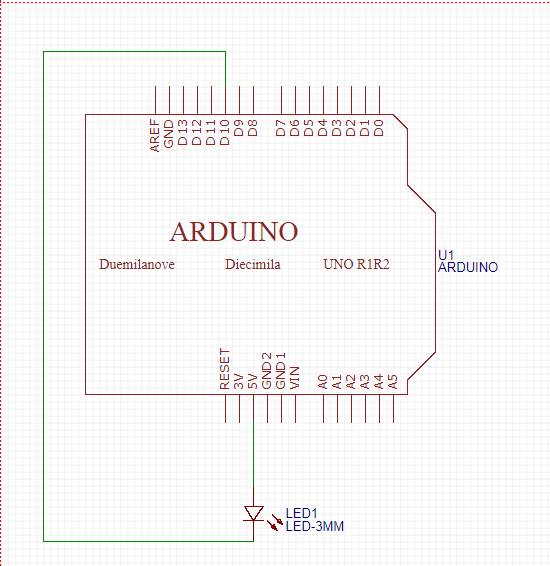 AREF
GND
D13
D12
D11
D10
D9
D8
D7
D6
D5
D4
D3
D2
D1
D0
ARDUINO
Duemilanove Diecimila UNO R1R2
U1
ARDUINO
RESET
3V
5V
GND2
GND1
VIN
A0
A1
A2
A3
A4
A5
LED1
LED-3MM